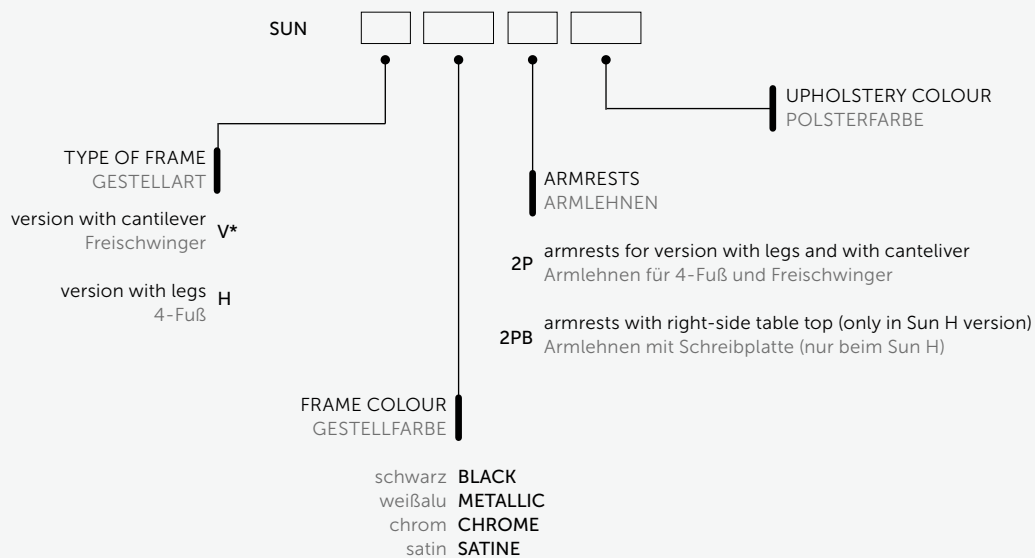 SUN
UPHOLSTERY COLOUR
POLSTERFARBE
TYPE OF FRAME
GESTELLART
version with cantilever V*
Freischwinger
version with legs H
4-Fuß
ARMRESTS
ARMLEHNEN
2P armrests for version with legs and with canteliver
Armlehnen für 4-Fuß und Freischwinger
2PB armrests with right-side table top (only in Sun H version)
Armlehnen mit Schreibplatte (nur beim Sun H)
FRAME COLOUR
GESTELLFARBE
schwarz BLACK
weißalu METALLIC
chrom CHROME
satin SATINE